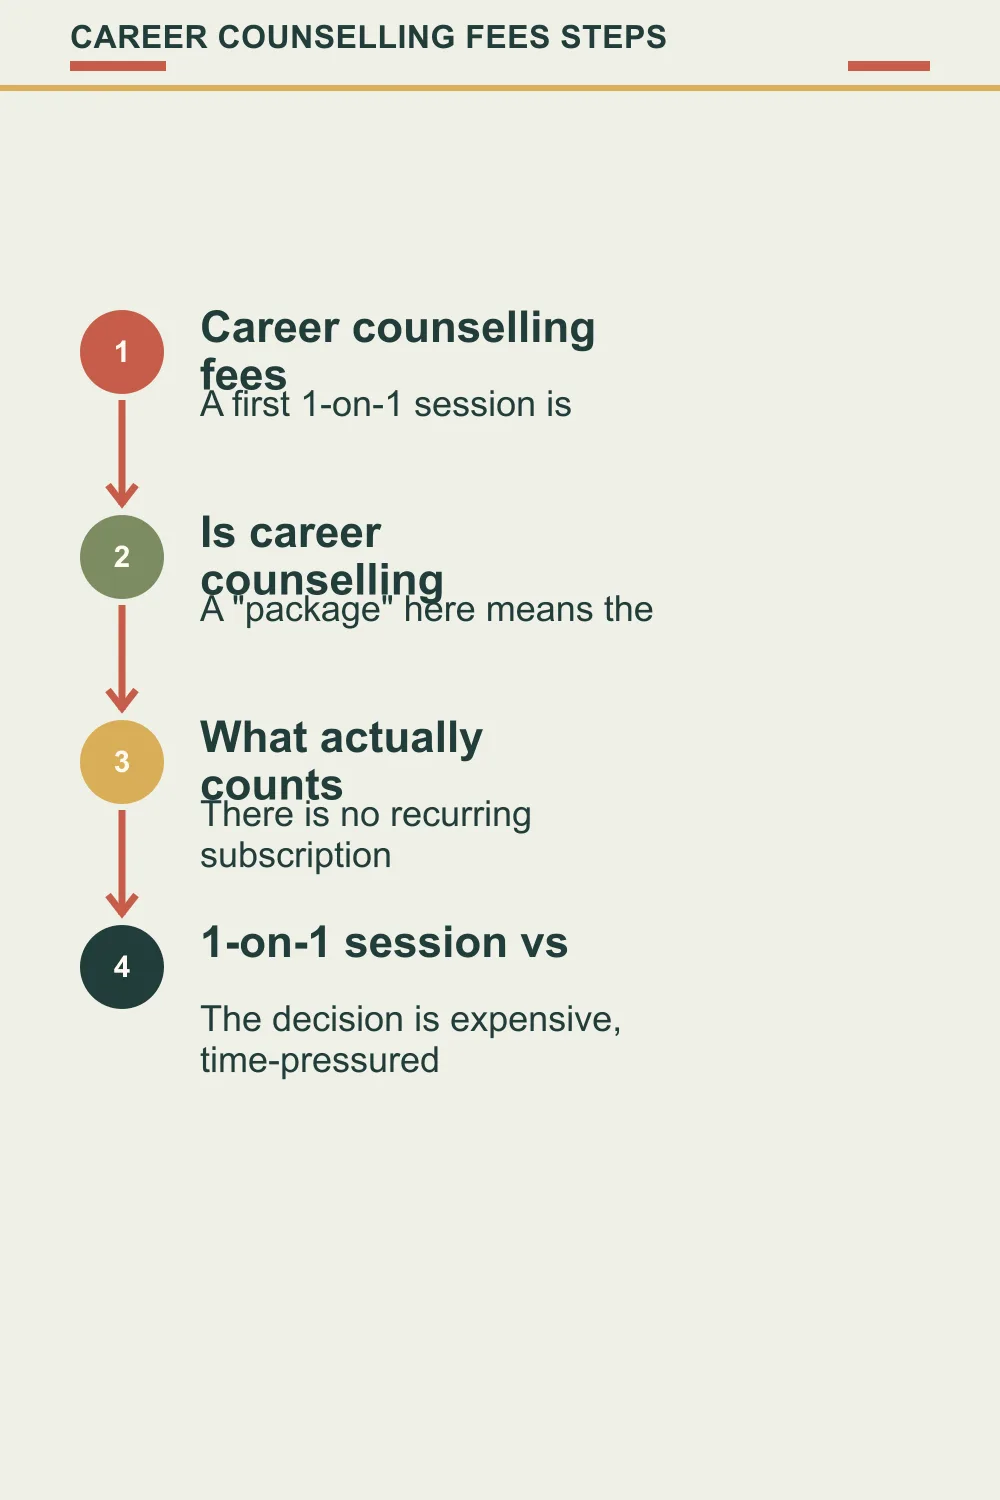 CAREER COUNSELLING FEES STEPS
1
Career counselling
fees
A first 1-on-1 session is
2
Is career
counselling
A "package" here means the
3
What actually
counts
There is no recurring
subscription
4
1-on-1 session vs
The decision is expensive,
time-pressured